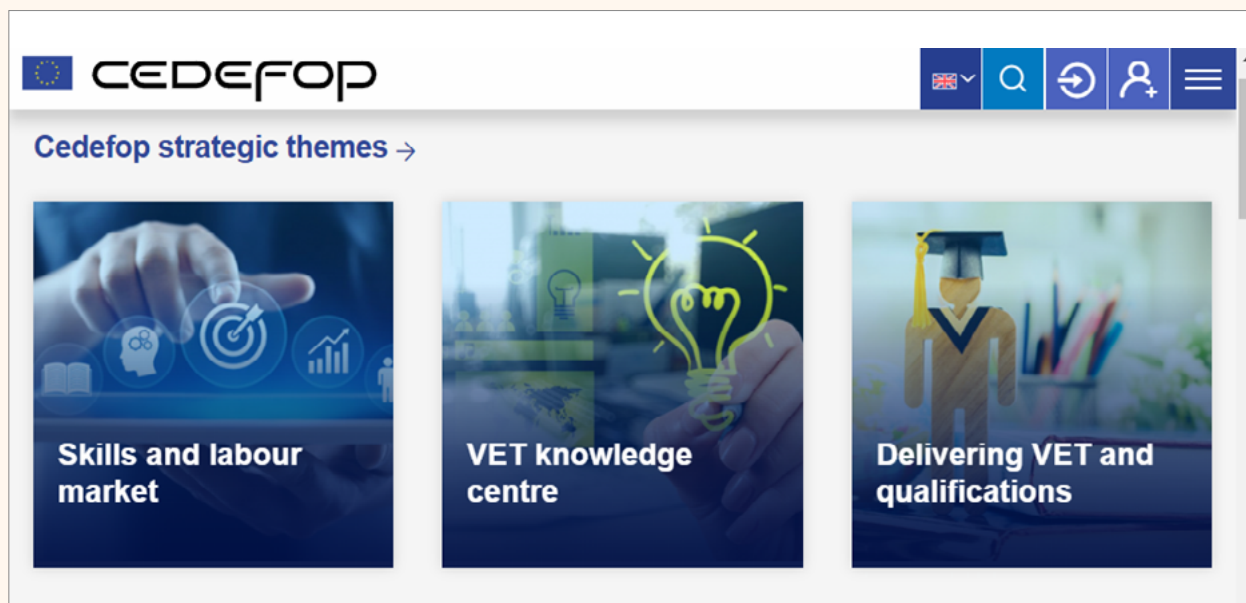 CEDEFOP
Cedefop strategic themes →
Skills and labour
market
VET knowledge
centre
Delivering VET and
qualifications